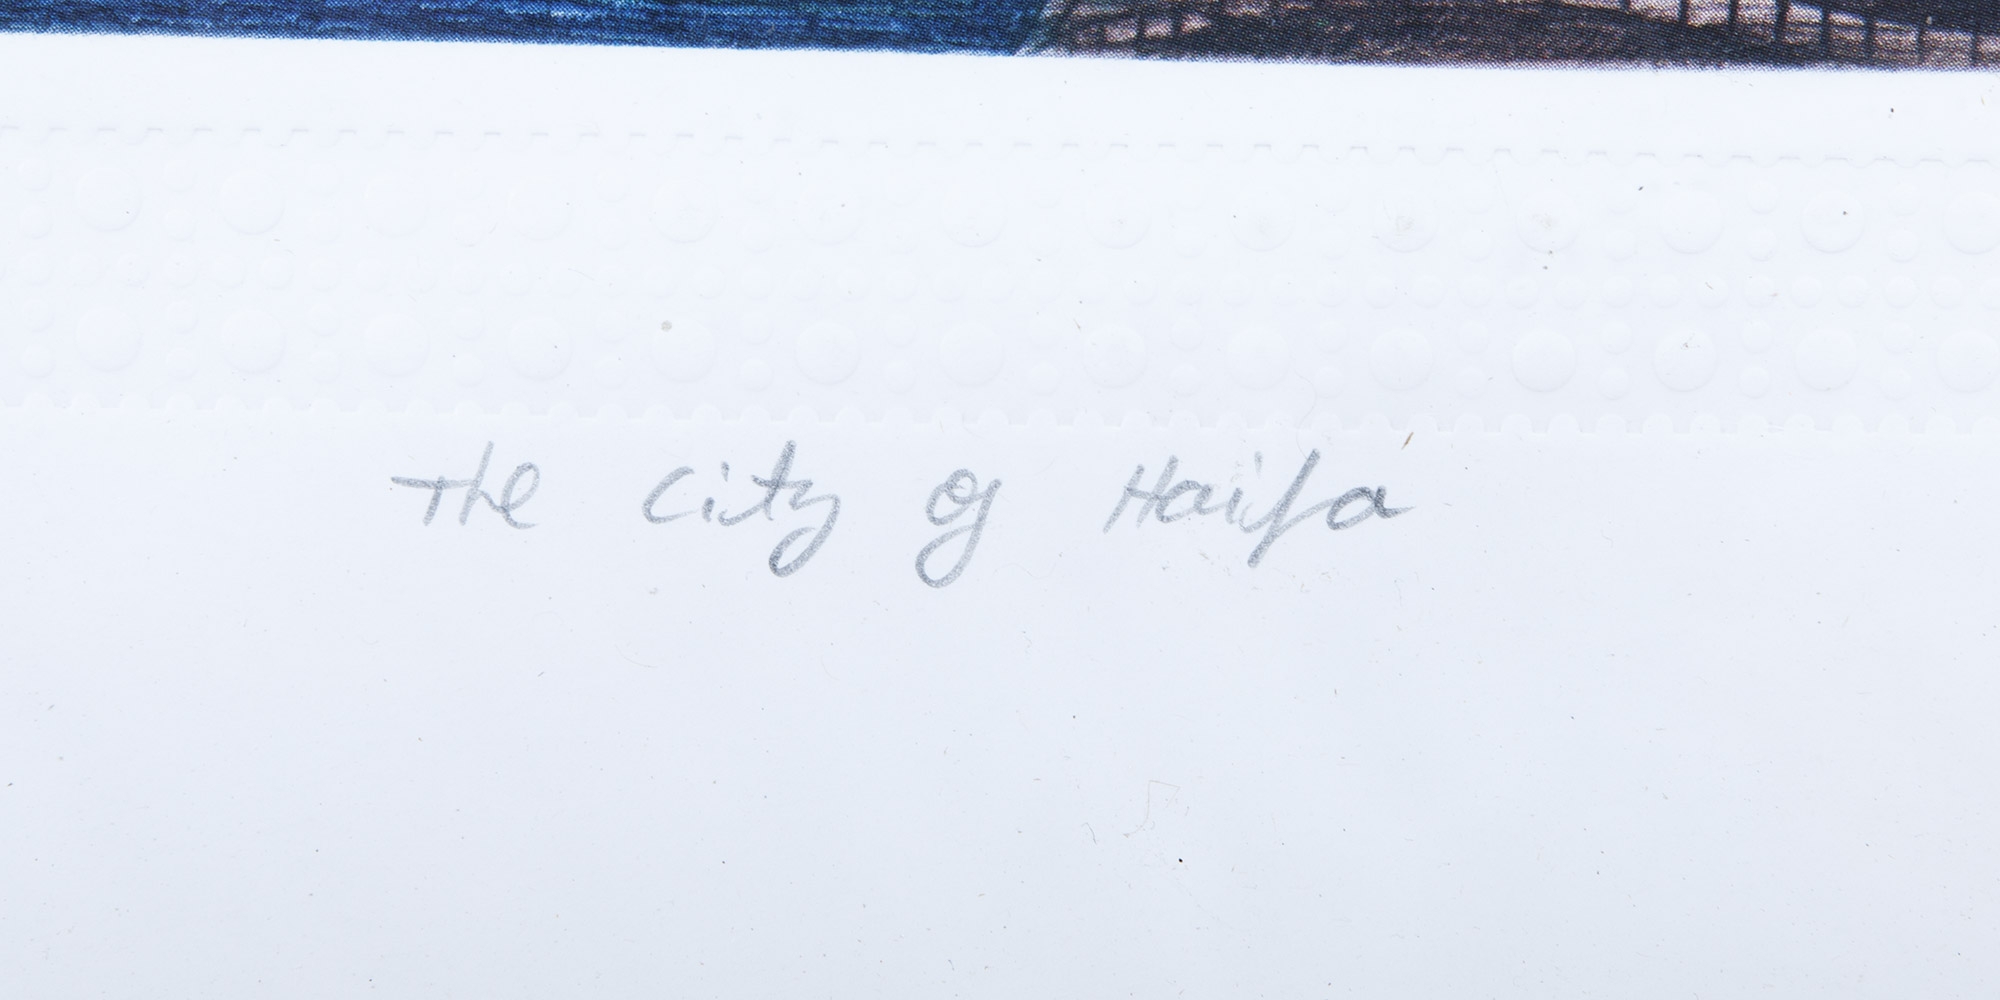 The City of Haifa